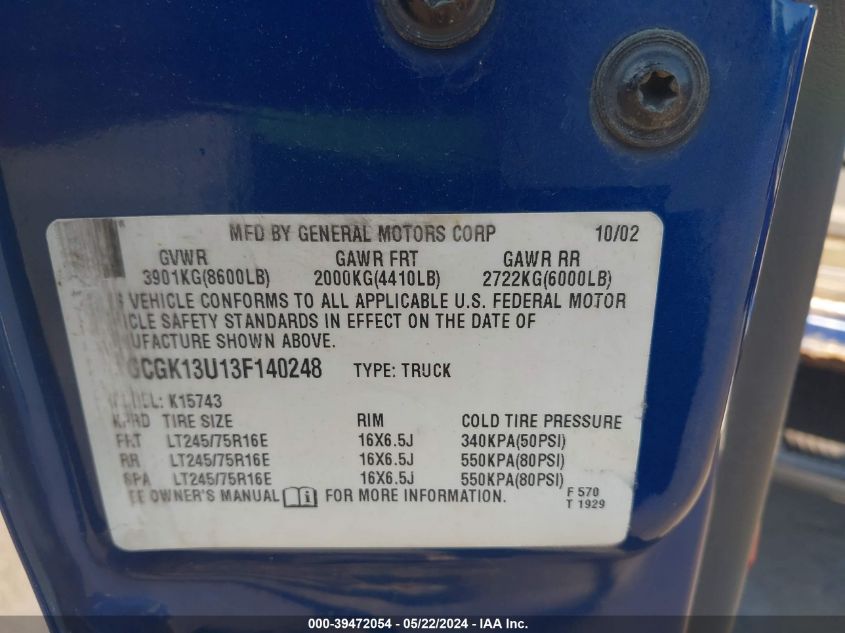 MFD BY GENERAL MOTORS CORP 10/02
GVWR GAWR FRT GAWR RR
3901KG(8600LB) 2000KG(4410LB) 2722KG(6000LB)
VEHICLE CONFORMS TO ALL APPLICABLE U.S. FEDERAL MOTOR
ICLE SAFETY STANDARDS IN EFFECT ON THE DATE OF
UFACTURE SHOWN ABOVE.
GCGK13U13F140248 TYPE: TRUCK
MODEL: K15743
TIRE SIZE RIM COLD TIRE PRESSURE
FRT LT245/75R16E 16X6.5J 340KPA(50PSI)
RR LT245/75R16E 16X6.5J 550KPA(80PSI)
SPA LT245/75R16E 16X6.5J 550KPA(80PSI)
OWNER'S MANUAL FOR MORE INFORMATION.
F 570
T 1929
000-39472054 - 05/22/2024 - IAA Inc.